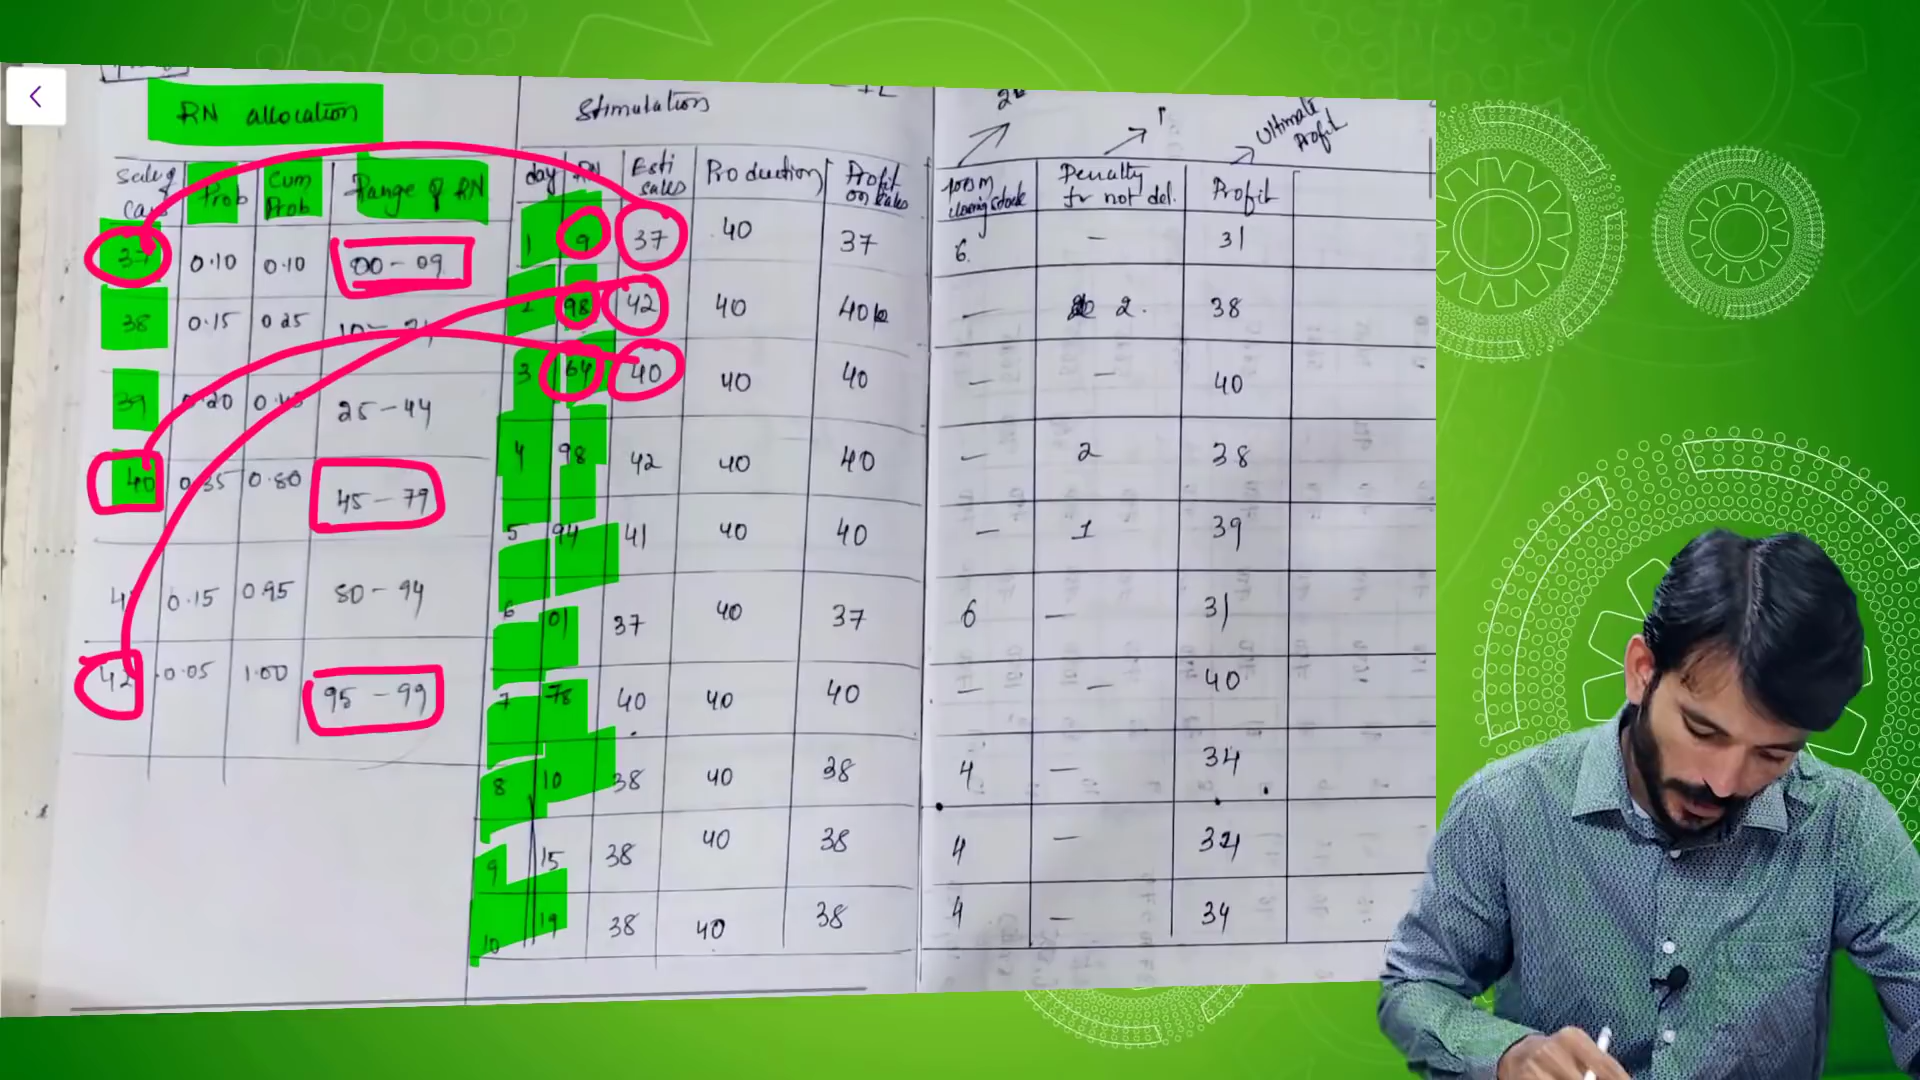 RN allocation
Stimulation
Sale of cars Prob Cum Prob Range of RN
37 0.10 0.10 00-09
38 0.15 0.25
39 0.20 25-44
40 0.35 0.80 45-79
0.15 0.95 80-94
42 0.05 1.00 95-99
day RN Esti sales Production Profit on sales
1 9 37 40 37
98 42 40 40
3 64 40 40 40
4 98 42 40 40
5 94 41 40 40
6 01 37 40 37
7 78 40 40 40
8 10 38 40 38
9 15 38 40 38
10 19 38 40 38
Ultimate Profit
closing stock Penalty fr not del. Profit
6. - 31
- 2. 38
- - 40
- 2 38
- 1 39
6 - 31
- - 40
4 - 34
4 - 34
4 - 34